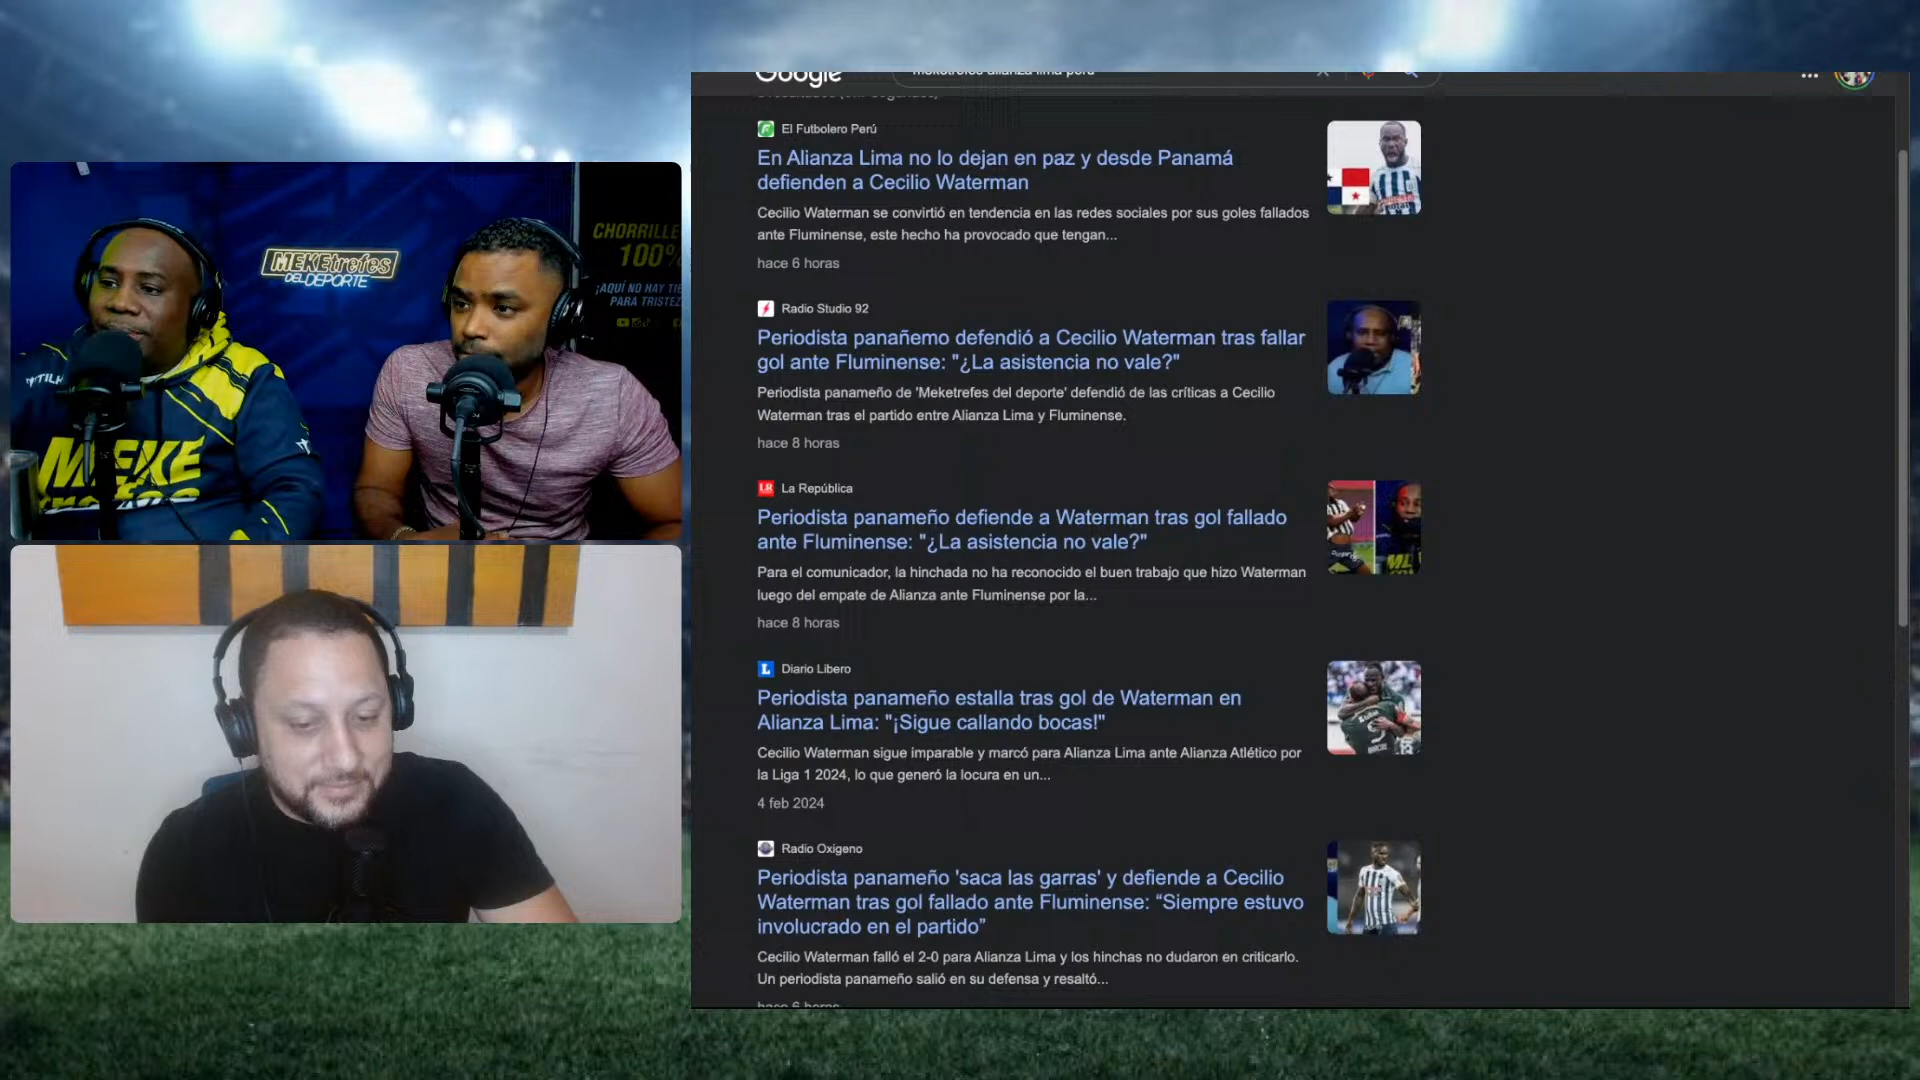 Google
meketrefes alianza lima peru
El Futbolero Perú
En Alianza Lima no lo dejan en paz y desde Panamá
defienden a Cecilio Waterman
Cecilio Waterman se convirtió en tendencia en las redes sociales por sus goles fallados
ante Fluminense, este hecho ha provocado que tengan...
hace 6 horas
Radio Studio 92
Periodista panañemo defendió a Cecilio Waterman tras fallar
gol ante Fluminense: "¿La asistencia no vale?"
Periodista panameño de 'Meketrefes del deporte' defendió de las críticas a Cecilio
Waterman tras el partido entre Alianza Lima y Fluminense.
hace 8 horas
LR La República
Periodista panameño defiende a Waterman tras gol fallado
ante Fluminense: "¿La asistencia no vale?"
Para el comunicador, la hinchada no ha reconocido el buen trabajo que hizo Waterman
luego del empate de Alianza ante Fluminense por la...
hace 8 horas
L Diario Libero
Periodista panameño estalla tras gol de Waterman en
Alianza Lima: "¡Sigue callando bocas!"
Cecilio Waterman sigue imparable y marcó para Alianza Lima ante Alianza Atlético por
la Liga 1 2024, lo que generó la locura en un...
4 feb 2024
Radio Oxigeno
Periodista panameño 'saca las garras' y defiende a Cecilio
Waterman tras gol fallado ante Fluminense: “Siempre estuvo
involucrado en el partido”
Cecilio Waterman falló el 2-0 para Alianza Lima y los hinchas no dudaron en criticarlo.
Un periodista panameño salió en su defensa y resaltó...
hace 6 horas
MEKEtrefes
DEL DEPORTE
CHORRILLE
100%
¡AQUÍ NO HAY TIE
PARA TRISTEZ
MEKE